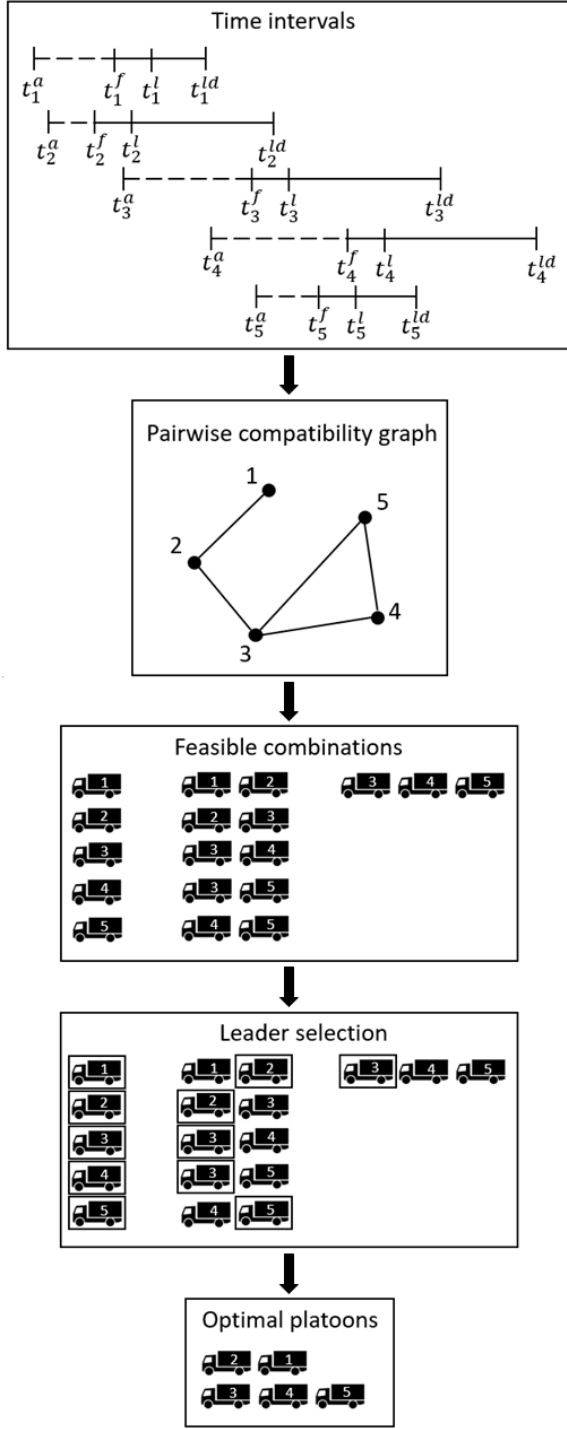 Time intervals
t_1^a t_1^f t_1^l t_1^{ld}
t_2^a t_2^f t_2^l t_2^{ld}
t_3^a t_3^f t_3^l t_3^{ld}
t_4^a t_4^f t_4^l t_4^{ld}
t_5^a t_5^f t_5^l t_5^{ld}
Pairwise compatibility graph
1
5
2
4
3
Feasible combinations
1 1 2 3 4 5
2 2 3
3 3 4
4 3 5
5 4 5
Leader selection
1 1 2 3 4 5
2 2 3
3 3 4
4 3 5
5 4 5
Optimal platoons
2 1
3 4 5